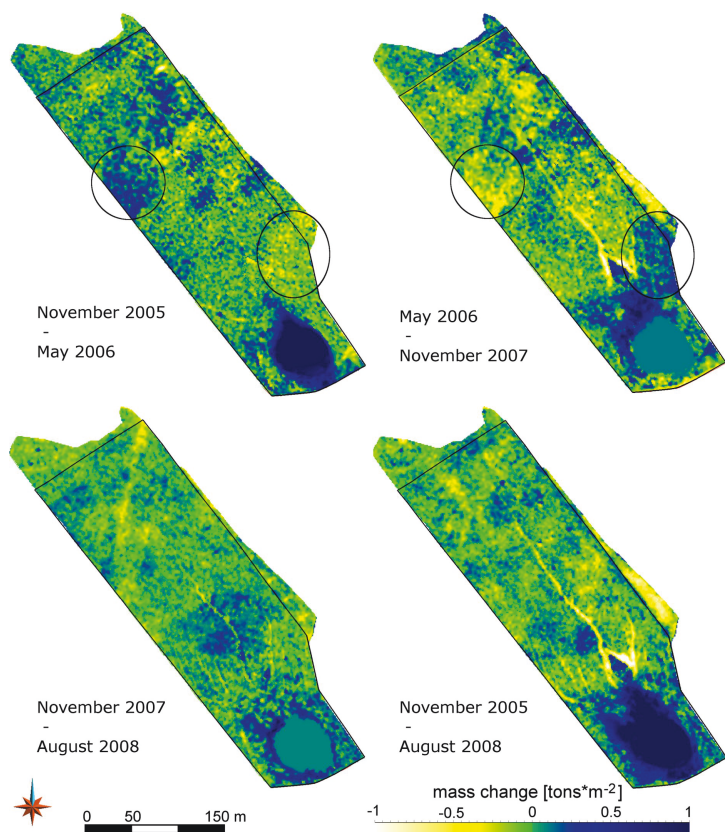 November 2005
-
May 2006
May 2006
-
November 2007
November 2007
-
August 2008
November 2005
-
August 2008
mass change [tons*m-2]
-1 -0.5 0 0.5 1
0 50 150 m